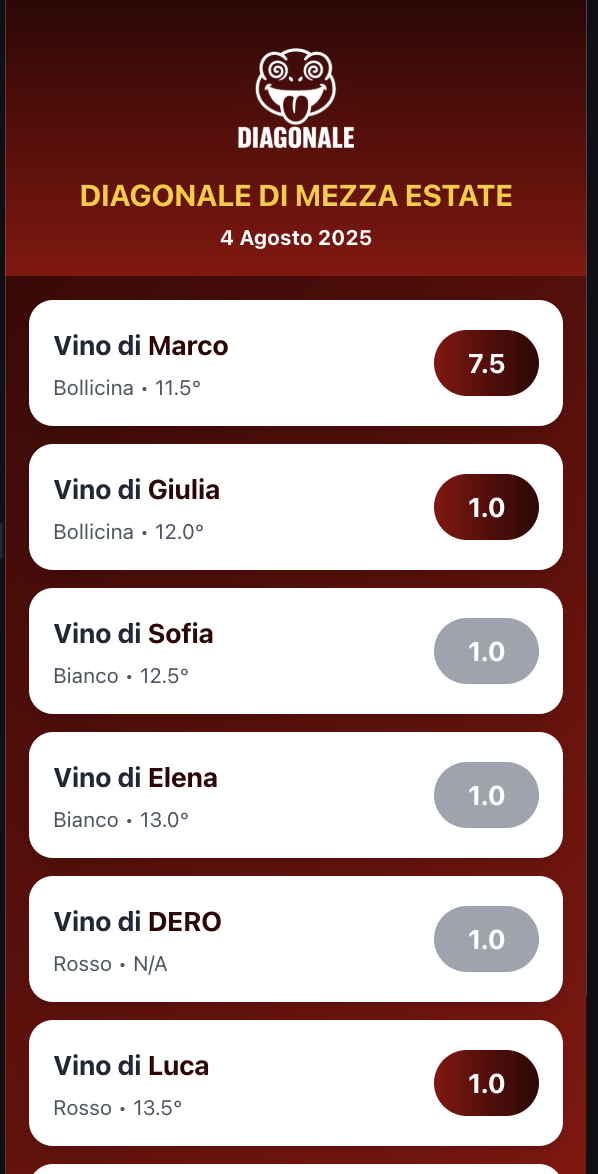 DIAGONALE
DIAGONALE DI MEZZA ESTATE
4 Agosto 2025
Vino di Marco
Bollicina • 11.5°
7.5
Vino di Giulia
Bollicina • 12.0°
1.0
Vino di Sofia
Bianco • 12.5°
1.0
Vino di Elena
Bianco • 13.0°
1.0
Vino di DERO
Rosso • N/A
1.0
Vino di Luca
Rosso • 13.5°
1.0